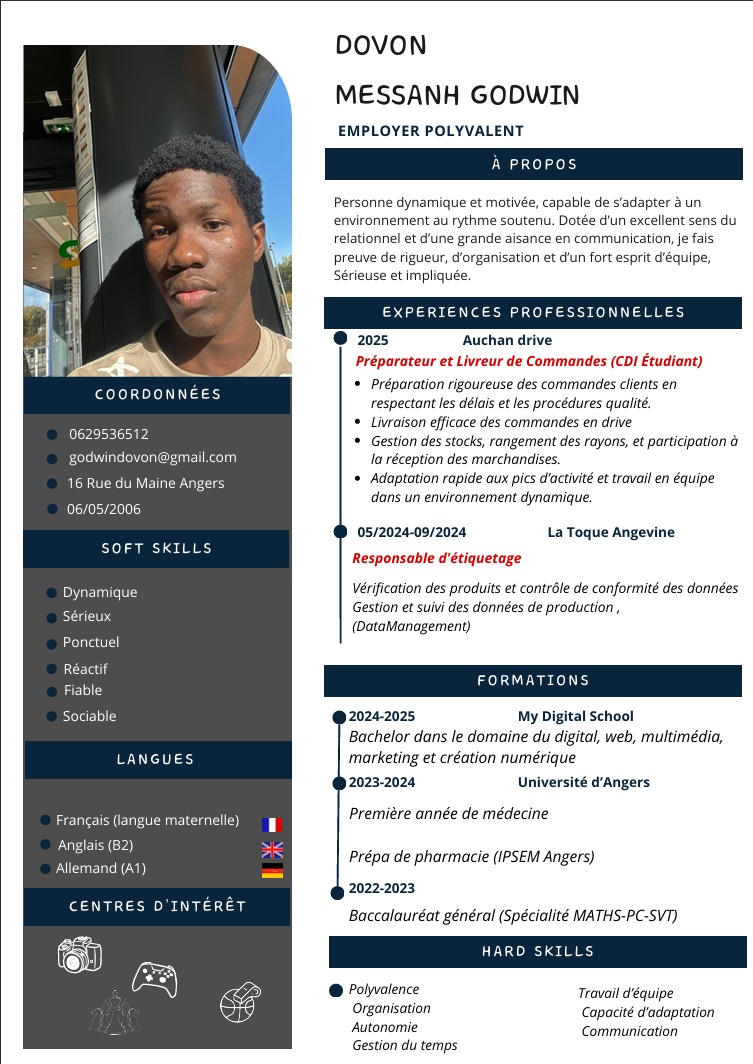 DOVON
MESSANH GODWIN
EMPLOYER POLYVALENT
À PROPOS
Personne dynamique et motivée, capable de s’adapter à un
environnement au rythme soutenu. Dotée d’un excellent sens du
relationnel et d’une grande aisance en communication, je fais
preuve de rigueur, d’organisation et d’un fort esprit d’équipe,
Sérieuse et impliquée.
EXPERIENCES PROFESSIONNELLES
2025 Auchan drive
Préparateur et Livreur de Commandes (CDI Étudiant)
Préparation rigoureuse des commandes clients en
respectant les délais et les procédures qualité.
Livraison efficace des commandes en drive
Gestion des stocks, rangement des rayons, et participation à
la réception des marchandises.
Adaptation rapide aux pics d’activité et travail en équipe
dans un environnement dynamique.
05/2024-09/2024 La Toque Angevine
Responsable d'étiquetage
Vérification des produits et contrôle de conformité des données
Gestion et suivi des données de production ,
(DataManagement)
FORMATIONS
2024-2025 My Digital School
Bachelor dans le domaine du digital, web, multimédia,
marketing et création numérique
2023-2024 Université d’Angers
Première année de médecine
Prépa de pharmacie (IPSEM Angers)
2022-2023
Baccalauréat général (Spécialité MATHS-PC-SVT)
HARD SKILLS
Polyvalence
Organisation
Autonomie
Gestion du temps
Travail d’équipe
Capacité d’adaptation
Communication
COORDONNÉES
0629536512
godwindovon@gmail.com
16 Rue du Maine Angers
06/05/2006
SOFT SKILLS
Dynamique
Sérieux
Ponctuel
Réactif
Fiable
Sociable
LANGUES
Français (langue maternelle)
Anglais (B2)
Allemand (A1)
CENTRES D’INTÉRÊT